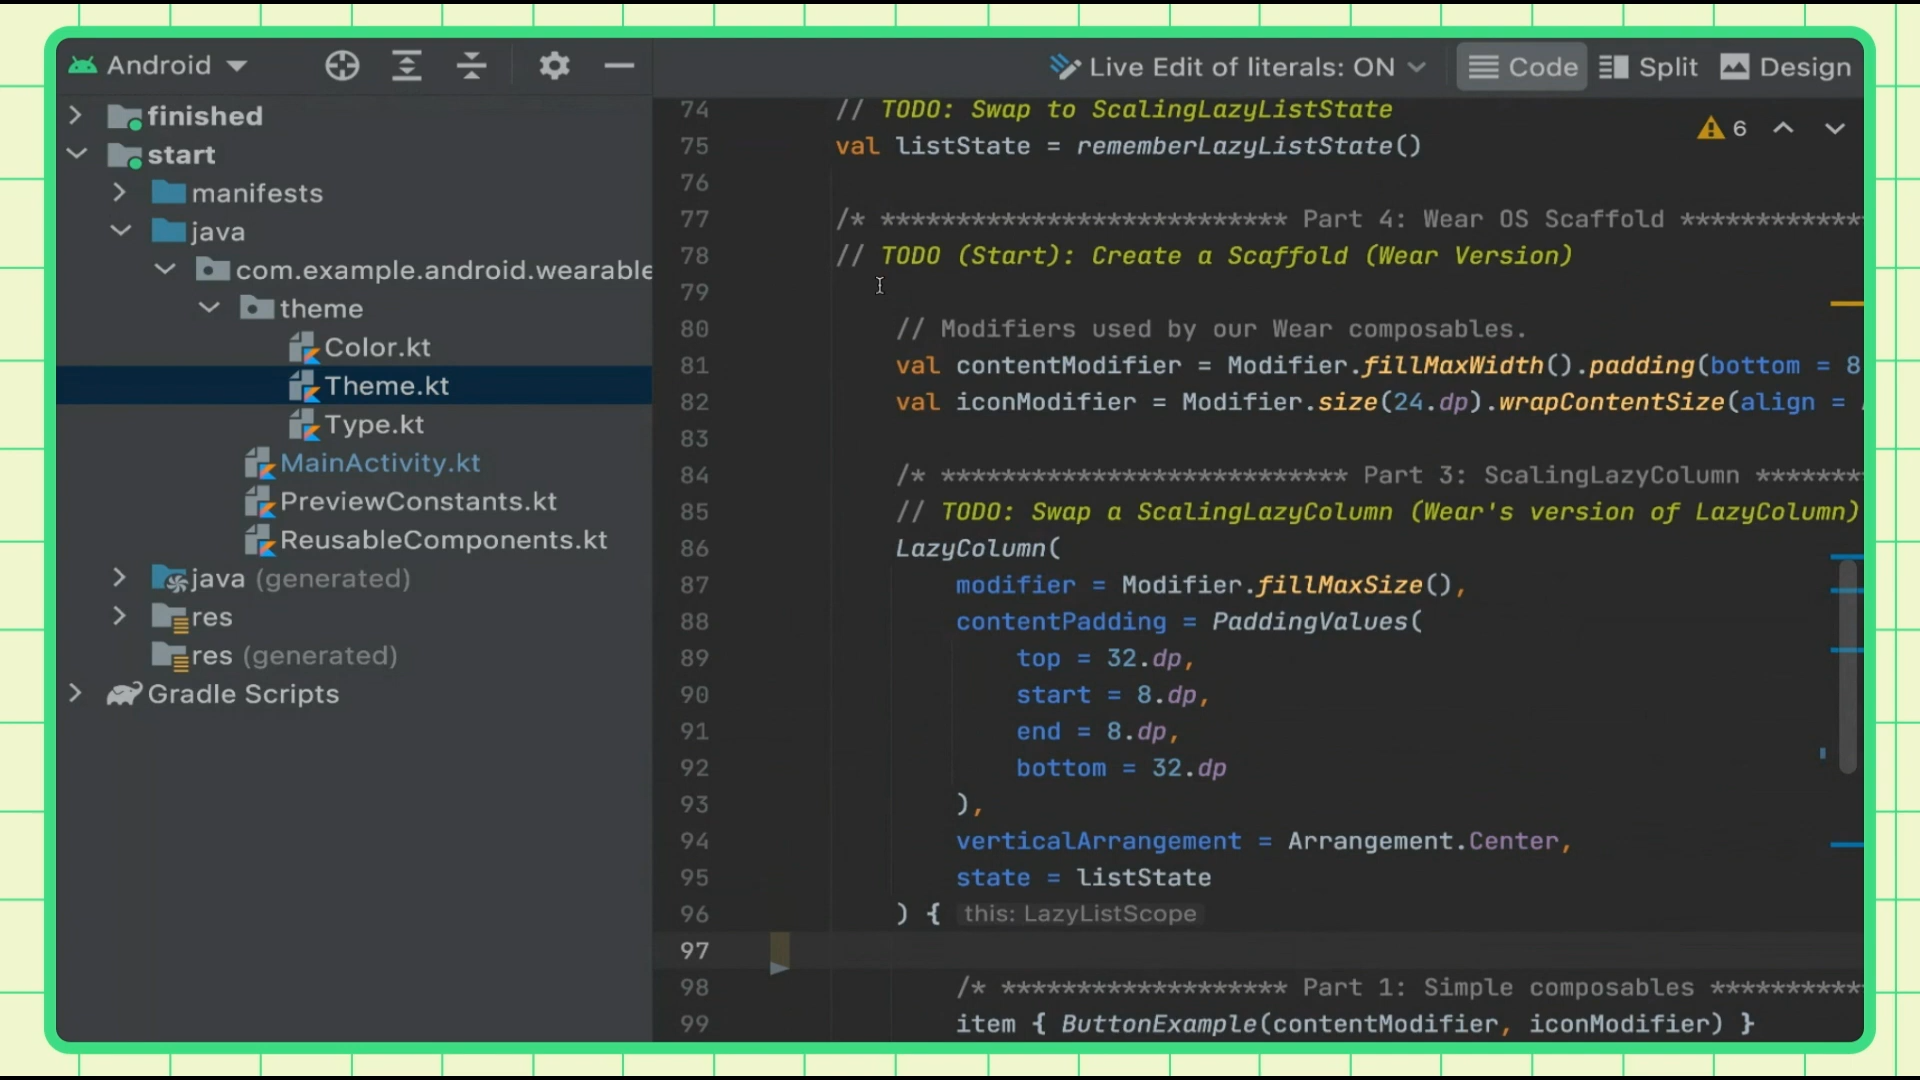 Android
Live Edit of literals: ON
Code
Split
Design
finished
start
manifests
java
com.example.android.wearable
theme
Color.kt
Theme.kt
Type.kt
MainActivity.kt
PreviewConstants.kt
ReusableComponents.kt
java (generated)
res
res (generated)
Gradle Scripts
6
74 // TODO: Swap to ScalingLazyListState
75 val listState = rememberLazyListState()
76
77 /* *************************** Part 4: Wear OS Scaffold *************
78 // TODO (Start): Create a Scaffold (Wear Version)
79
80 // Modifiers used by our Wear composables.
81 val contentModifier = Modifier.fillMaxWidth().padding(bottom = 8
82 val iconModifier = Modifier.size(24.dp).wrapContentSize(align =
83
84 /* *************************** Part 3: ScalingLazyColumn *******
85 // TODO: Swap a ScalingLazyColumn (Wear's version of LazyColumn)
86 LazyColumn(
87 modifier = Modifier.fillMaxSize(),
88 contentPadding = PaddingValues(
89 top = 32.dp,
90 start = 8.dp,
91 end = 8.dp,
92 bottom = 32.dp
93 ),
94 verticalArrangement = Arrangement.Center,
95 state = listState
96 ) { this: LazyListScope
97
98 /* ******************* Part 1: Simple composables **********
99 item { ButtonExample(contentModifier, iconModifier) }